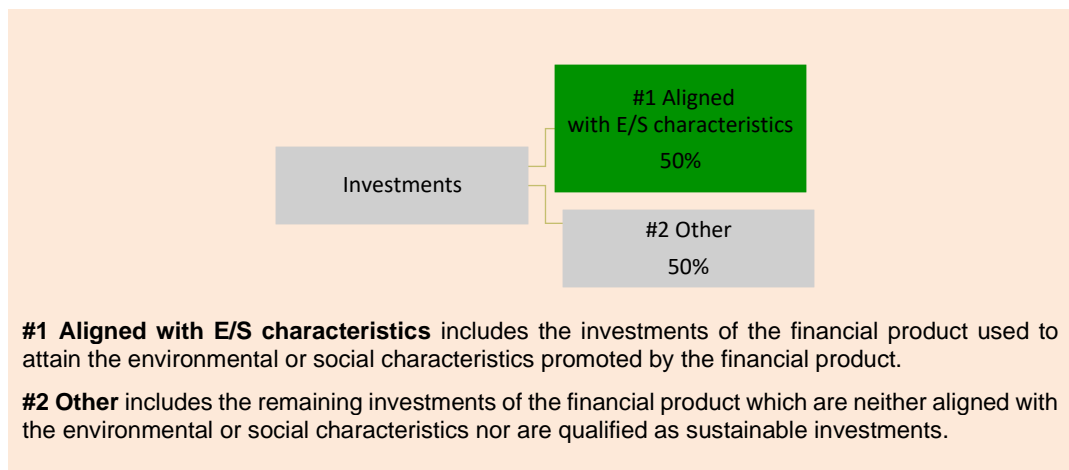 #1 Aligned
with E/S characteristics
50%
Investments
#2 Other
50%
#1 Aligned with E/S characteristics includes the investments of the financial product used to
attain the environmental or social characteristics promoted by the financial product.
#2 Other includes the remaining investments of the financial product which are neither aligned with
the environmental or social characteristics nor are qualified as sustainable investments.